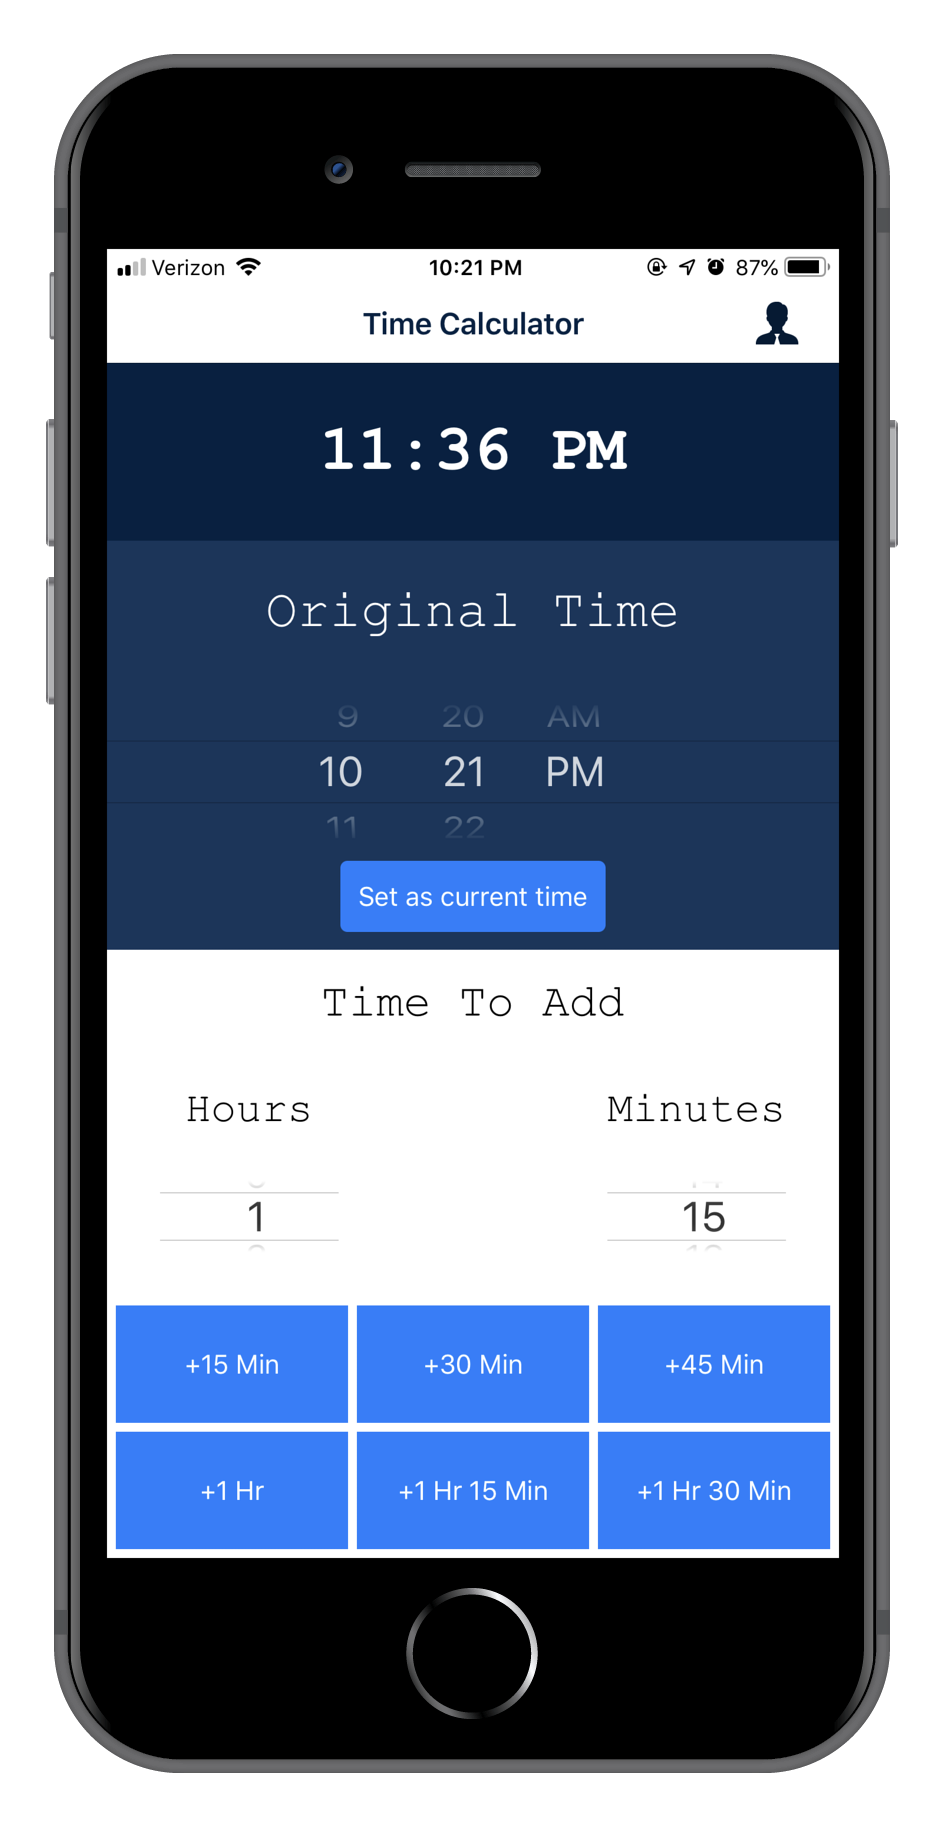 Verizon 10:21 PM 87%
Time Calculator
11:36 PM
Original Time
9 20 AM
10 21 PM
11 22
Set as current time
Time To Add
Hours Minutes
1 15
+15 Min +30 Min +45 Min
+1 Hr +1 Hr 15 Min +1 Hr 30 Min